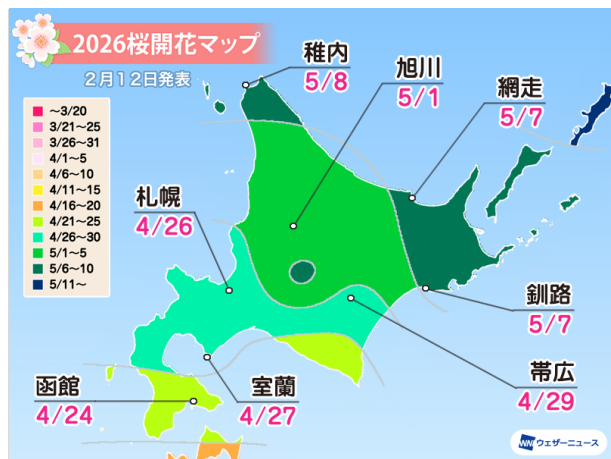 2026桜開花マップ
2月12日発表
～3/20
3/21～25
3/26～31
4/1～5
4/6～10
4/11～15
4/16～20
4/21～25
4/26～30
5/1～5
5/6～10
5/11～
稚内
5/8
旭川
5/1
網走
5/7
札幌
4/26
釧路
5/7
帯広
4/29
室蘭
4/27
函館
4/24
WN ウェザーニュース